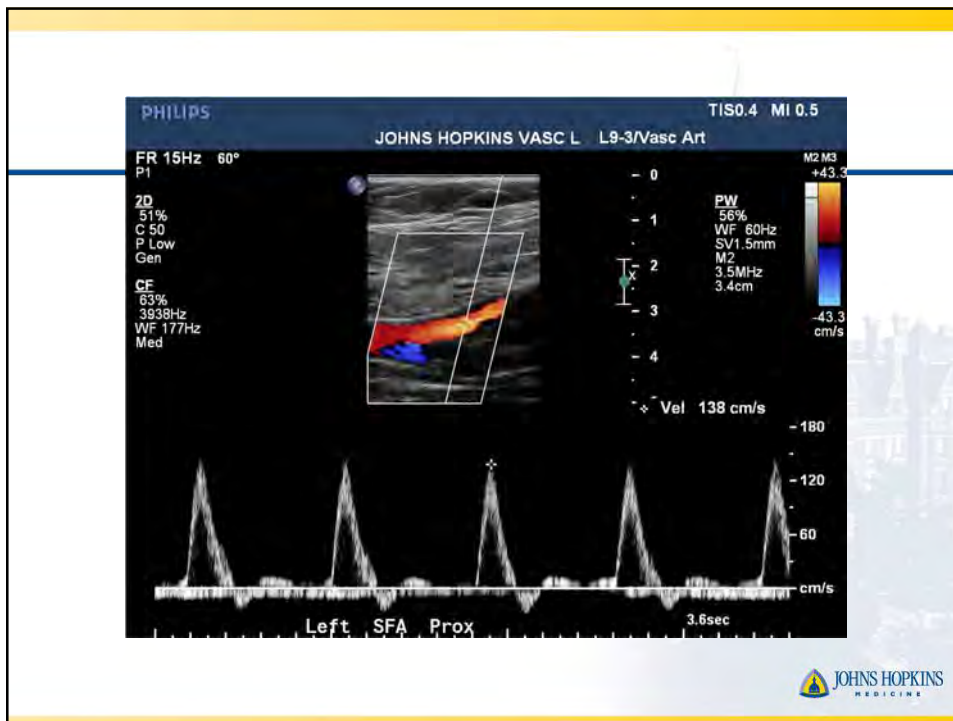 PHILIPS
TIS0.4 MI 0.5
JOHNS HOPKINS VASC L L9-3/Vasc Art
FR 15Hz 60°
P1
2D
51%
C 50
P Low
Gen
CF
63%
3938Hz
WF 177Hz
Med
0
1
2
3
4
X
M2 M3
+43.3
PW
56%
WF 60Hz
SV1.5mm
M2
3.5MHz
3.4cm
-43.3
cm/s
Vel 138 cm/s
180
120
60
cm/s
Left SFA Prox
3.6sec
JOHNS HOPKINS
MEDICINE